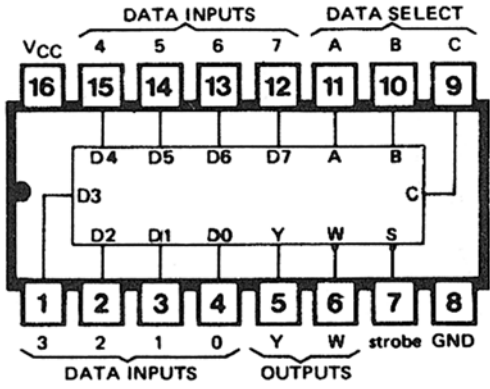 DATA INPUTS DATA SELECT
VCC 4 5 6 7 A B C
16 15 14 13 12 11 10 9
D4 D5 D6 D7 A B
D3 C
D2 D1 D0 Y W S
1 2 3 4 5 6 7 8
3 2 1 0 Y W strobe GND
DATA INPUTS OUTPUTS